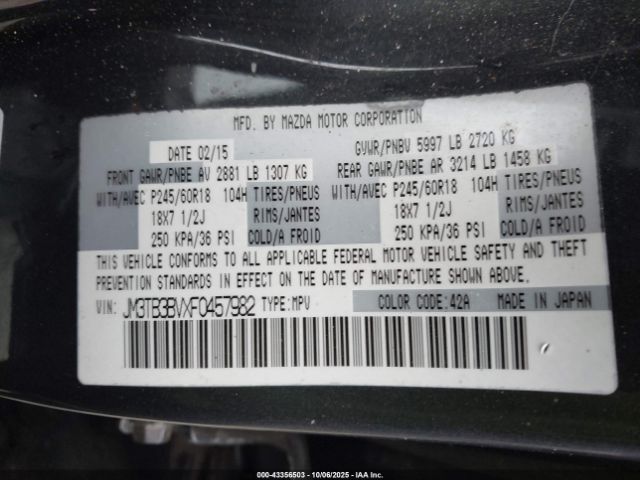 MFD. BY MAZDA MOTOR CORPORATION
DATE 02/15 GVWR/PNBV 5997 LB 2720 KG
FRONT GAWR/PNBE AV 2881 LB 1307 KG REAR GAWR/PNBE AR 3214 LB 1458 KG
WITH/AVEC P245/60R18 104H TIRES/PNEUS WITH/AVEC P245/60R18 104H TIRES/PNEUS
18X7 1/2J RIMS/JANTES 18X7 1/2J RIMS/JANTES
250 KPA/36 PSI COLD/A FROID 250 KPA/36 PSI COLD/A FROID
THIS VEHICLE CONFORMS TO ALL APPLICABLE FEDERAL MOTOR VEHICLE SAFETY AND THEFT
PREVENTION STANDARDS IN EFFECT ON THE DATE OF MANUFACTURE SHOWN ABOVE.
VIN: JM3TB3BVXF0457982 TYPE:MPV COLOR CODE:42A MADE IN JAPAN
000-43356503 - 10/06/2025 - IAA Inc.